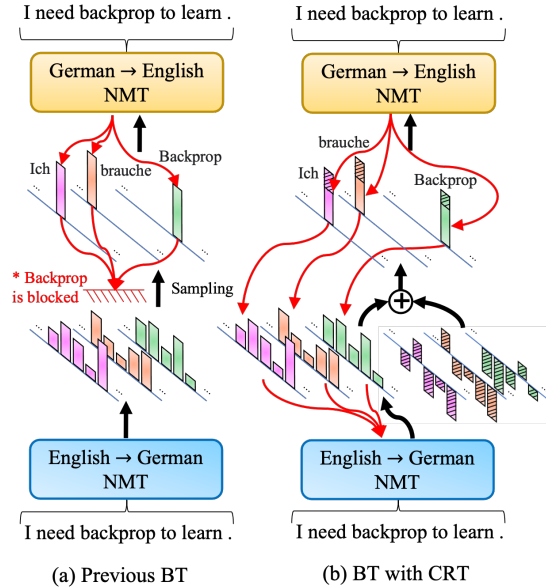 I need backprop to learn .
German → English
NMT
Ich
brauche
Backprop
* Backprop
is blocked
Sampling
English → German
NMT
I need backprop to learn .
(a) Previous BT
I need backprop to learn .
German → English
NMT
brauche
Ich
Backprop
+
English → German
NMT
I need backprop to learn .
(b) BT with CRT